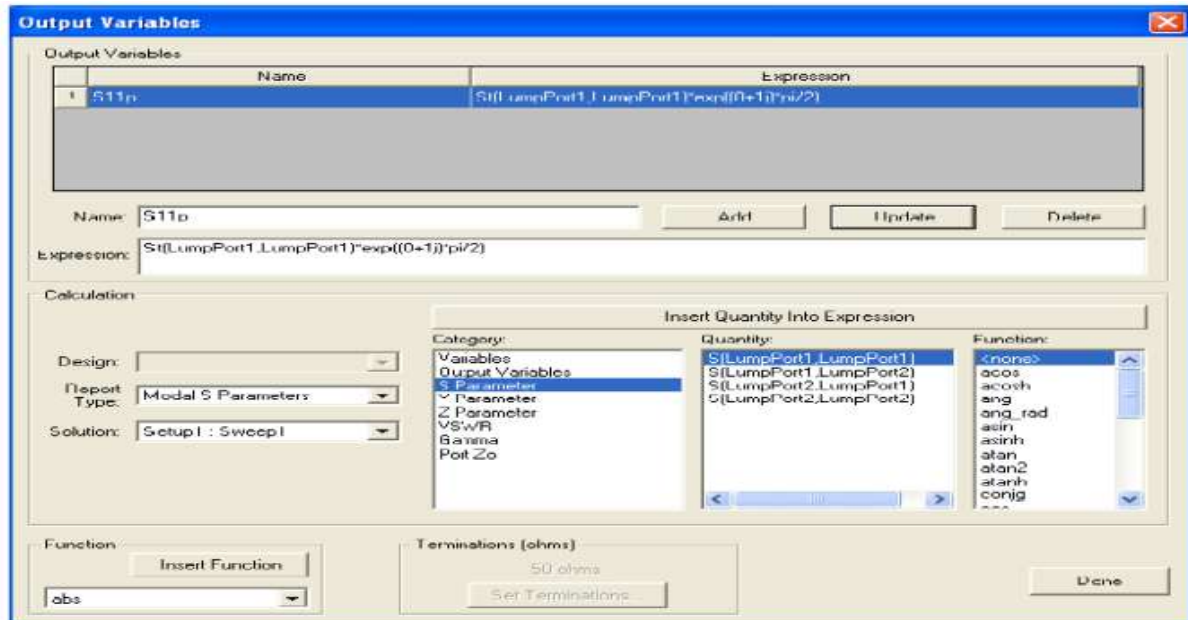 Output Variables
Output Variables
Name Expression
1 S11p St(LumpPort1,LumpPort1)*exp((0+1j)*pi/2)
Name: S11p Add Update Delete
Expression: St(LumpPort1,LumpPort1)*exp((0+1j)*pi/2)
Calculation
Insert Quantity Into Expression
Category: Quantity: Function:
Design:
Report Type: Modal S Parameters
Solution: Setup1 : Sweep1
Variables
Output Variables
S Parameter
Y Parameter
Z Parameter
VSWR
Gamma
Port Zo
S(LumpPort1,LumpPort1)
S(LumpPort1,LumpPort2)
S(LumpPort2,LumpPort1)
S(LumpPort2,LumpPort2)
<none>
acos
acosh
ang
ang_rad
asin
asinh
atan
atan2
atanh
conjg
Function
Insert Function
abs
Terminations (ohms)
50 ohms
Set Terminations...
Done